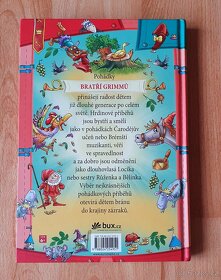 Pohádky
BRATŘÍ GRIMMŮ
přinášejí radost dětem
již dlouhé generace po celém
světě. Hrdinové příběhů
jsou bystří a smělí
jako v pohádkách Čarodějův
učeň nebo Brémští
muzikanti, věří
ve spravedlnost
a za dobro jsou odměněni
jako dlouhovlasá Locika
nebo sestry Růženka a Bělinka.
Výběr nejkrásnějších
pohádkových příběhů
otevírá dětem bránu
do krajiny zázraků.
bux.cz